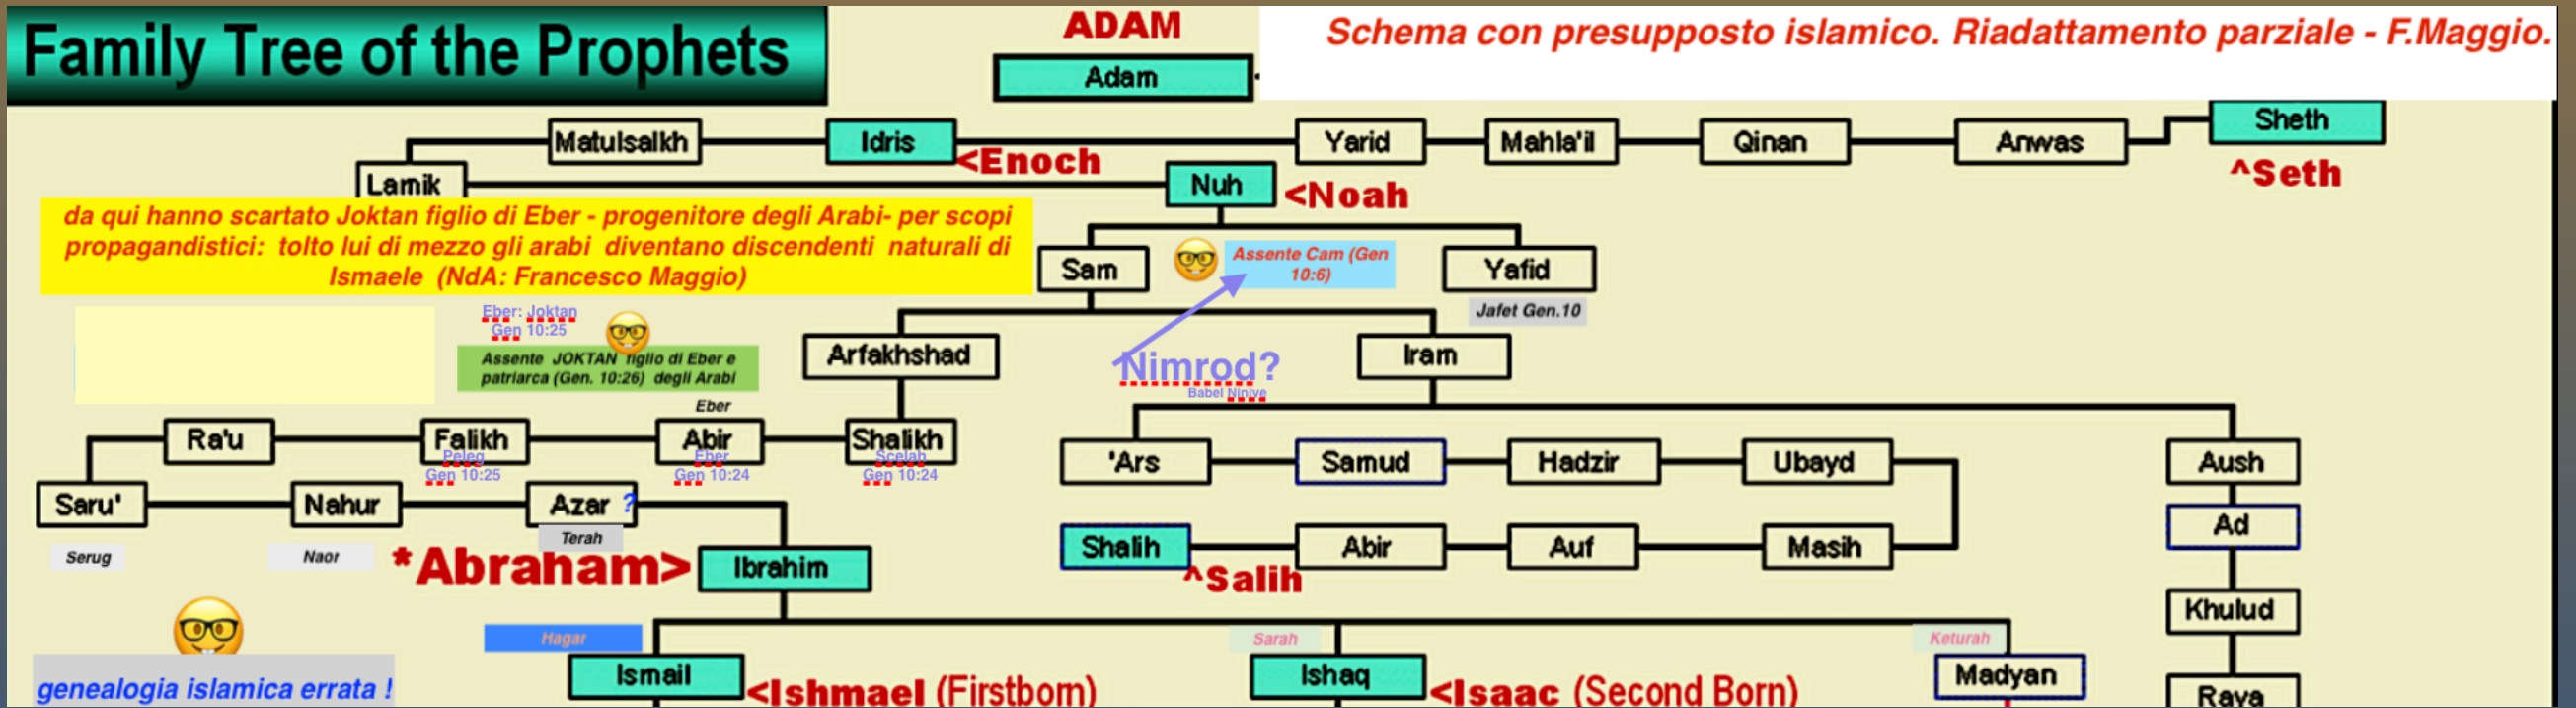 Family Tree of the Prophets
ADAM
Schema con presupposto islamico. Riadattamento parziale - F.Maggio.
Adam
Matulsalkh
Idris
Yarid
Mahla'il
Qinan
Anwas
Sheth
<Enoch
^Seth
Lamik
Nuh
<Noah
da qui hanno scartato Joktan figlio di Eber - progenitore degli Arabi- per scopi
propagandistici: tolto lui di mezzo gli arabi diventano discendenti naturali di
Ismaele (NdA: Francesco Maggio)
Sam
Assente Cam (Gen
10:6)
Yafid
Jafet Gen.10
Eber: Joktan
Gen 10:25
Assente JOKTAN figlio di Eber e
patriarca (Gen. 10:26) degli Arabi
Arfakhshad
Nimrod?
Babel Ninive
Iram
Eber
Ra'u
Falikh
Abir
Shalikh
Peleg
Gen 10:25
Eber
Gen 10:24
Scelah
Gen 10:24
'Ars
Samud
Hadzir
Ubayd
Aush
Saru'
Nahur
Azar ?
Serug
Naor
Terah
*Abraham>
Ibrahim
Shalih
Abir
Auf
Masih
Ad
^Salih
Khulud
Hagar
Sarah
Keturah
genealogia islamica errata !
Ismail
<Ishmael (Firstborn)
Ishaq
<Isaac (Second Born)
Madyan
Raya